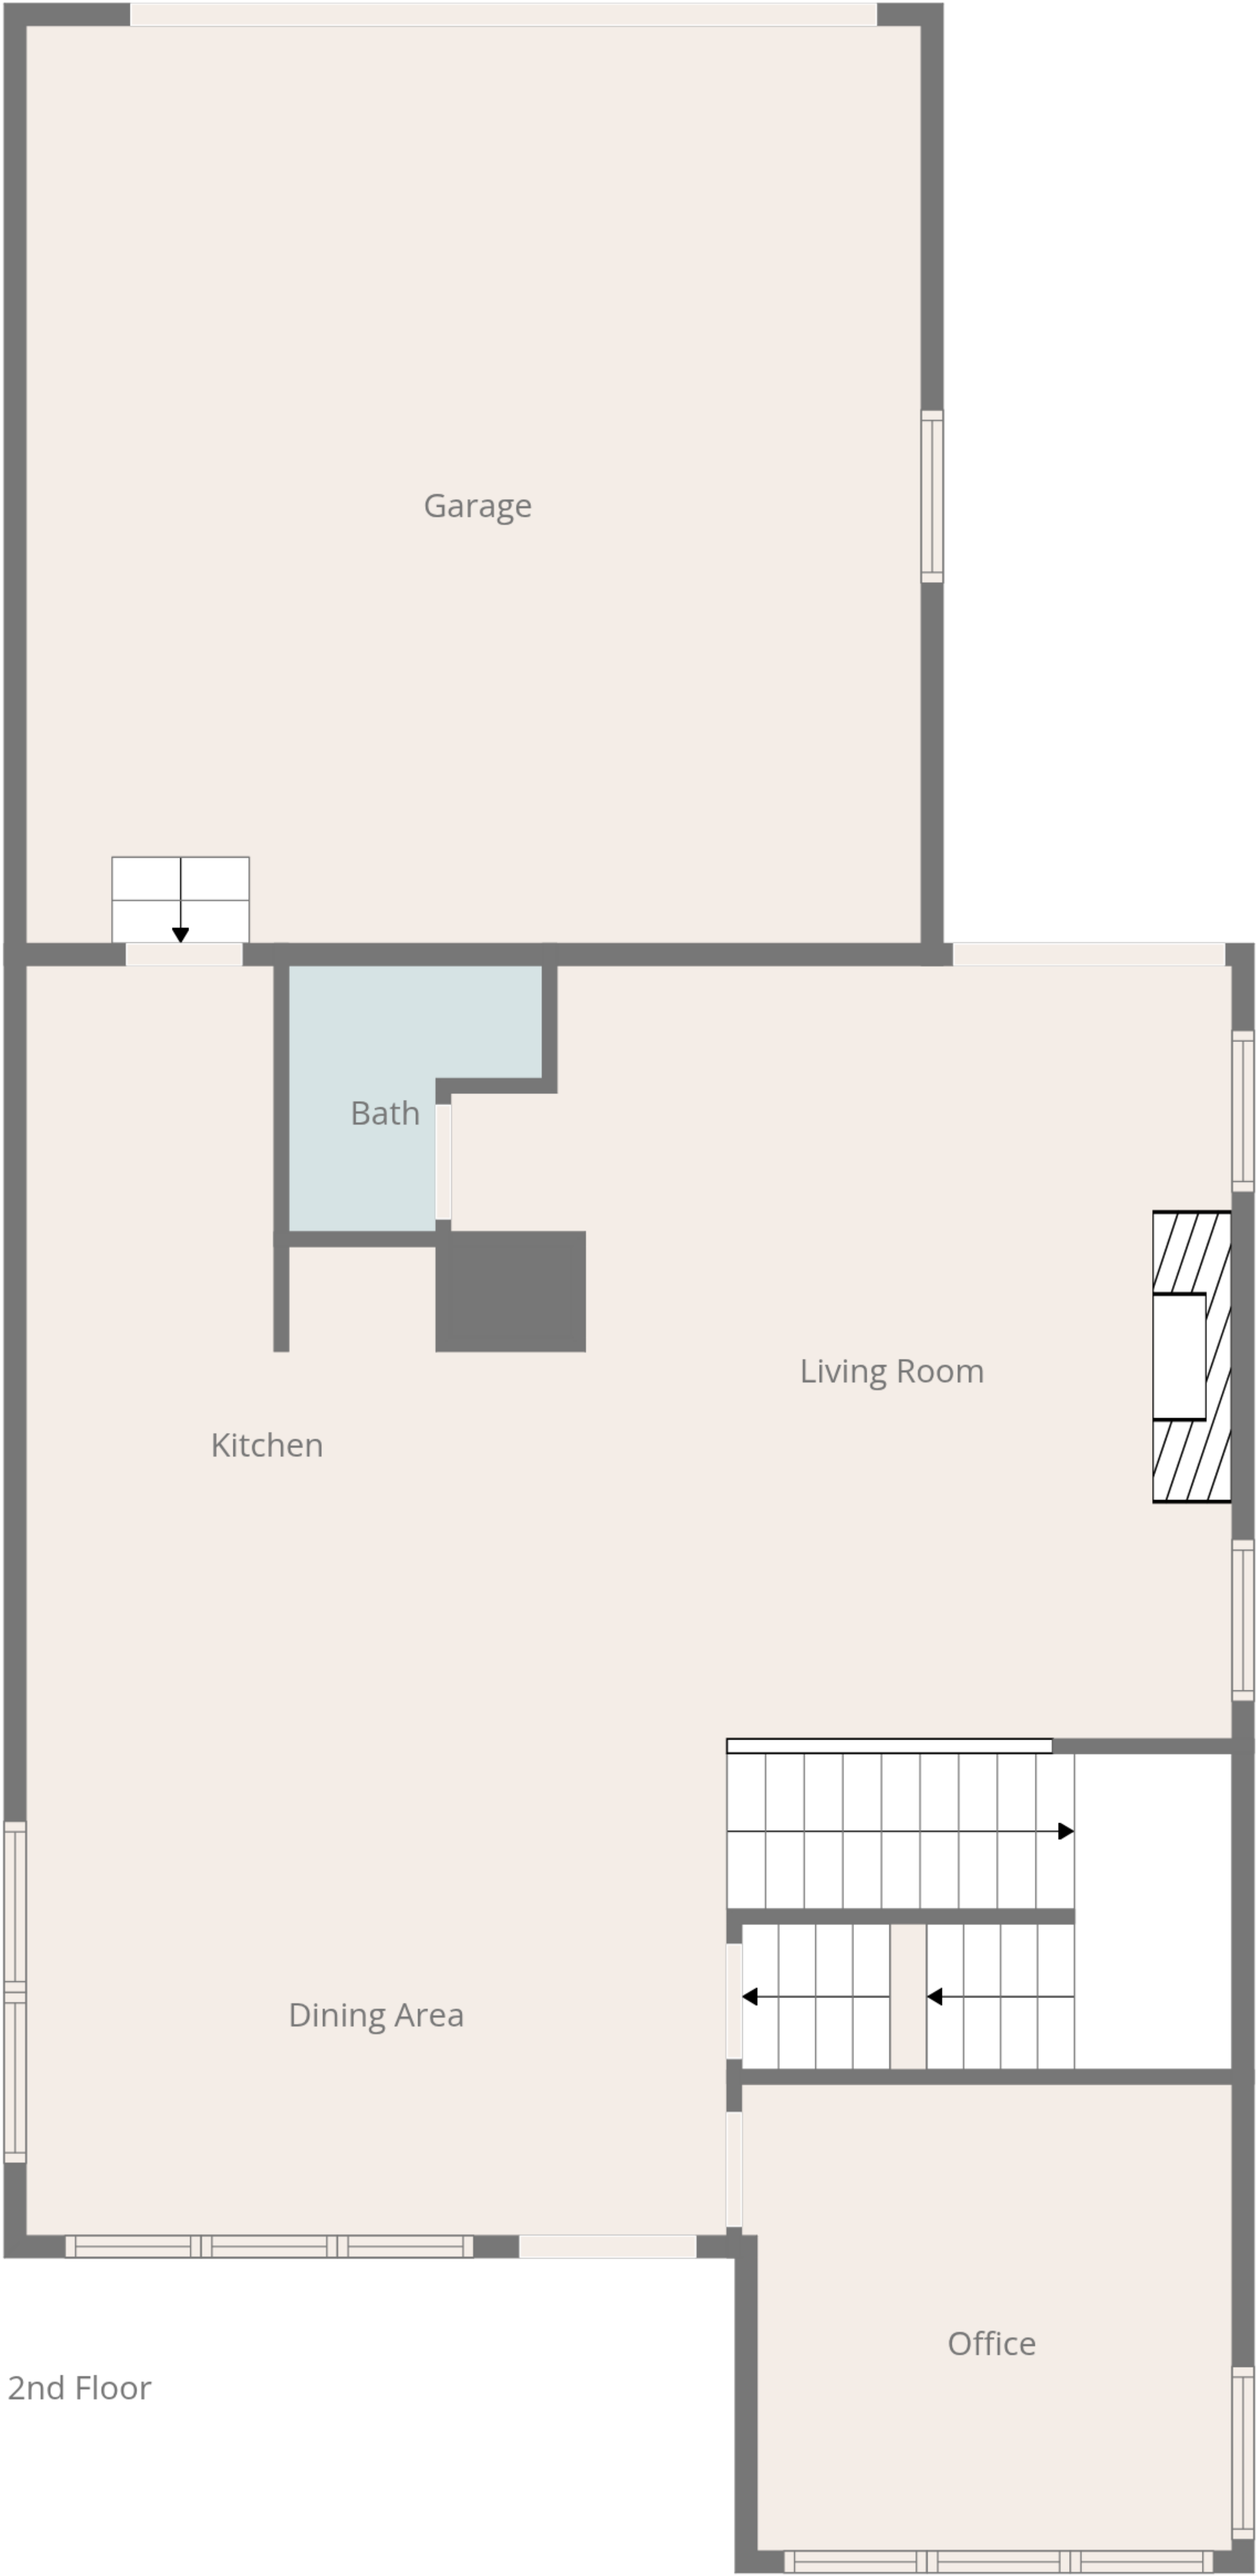 Garage
Bath
Living Room
Kitchen
Dining Area
Office
2nd Floor